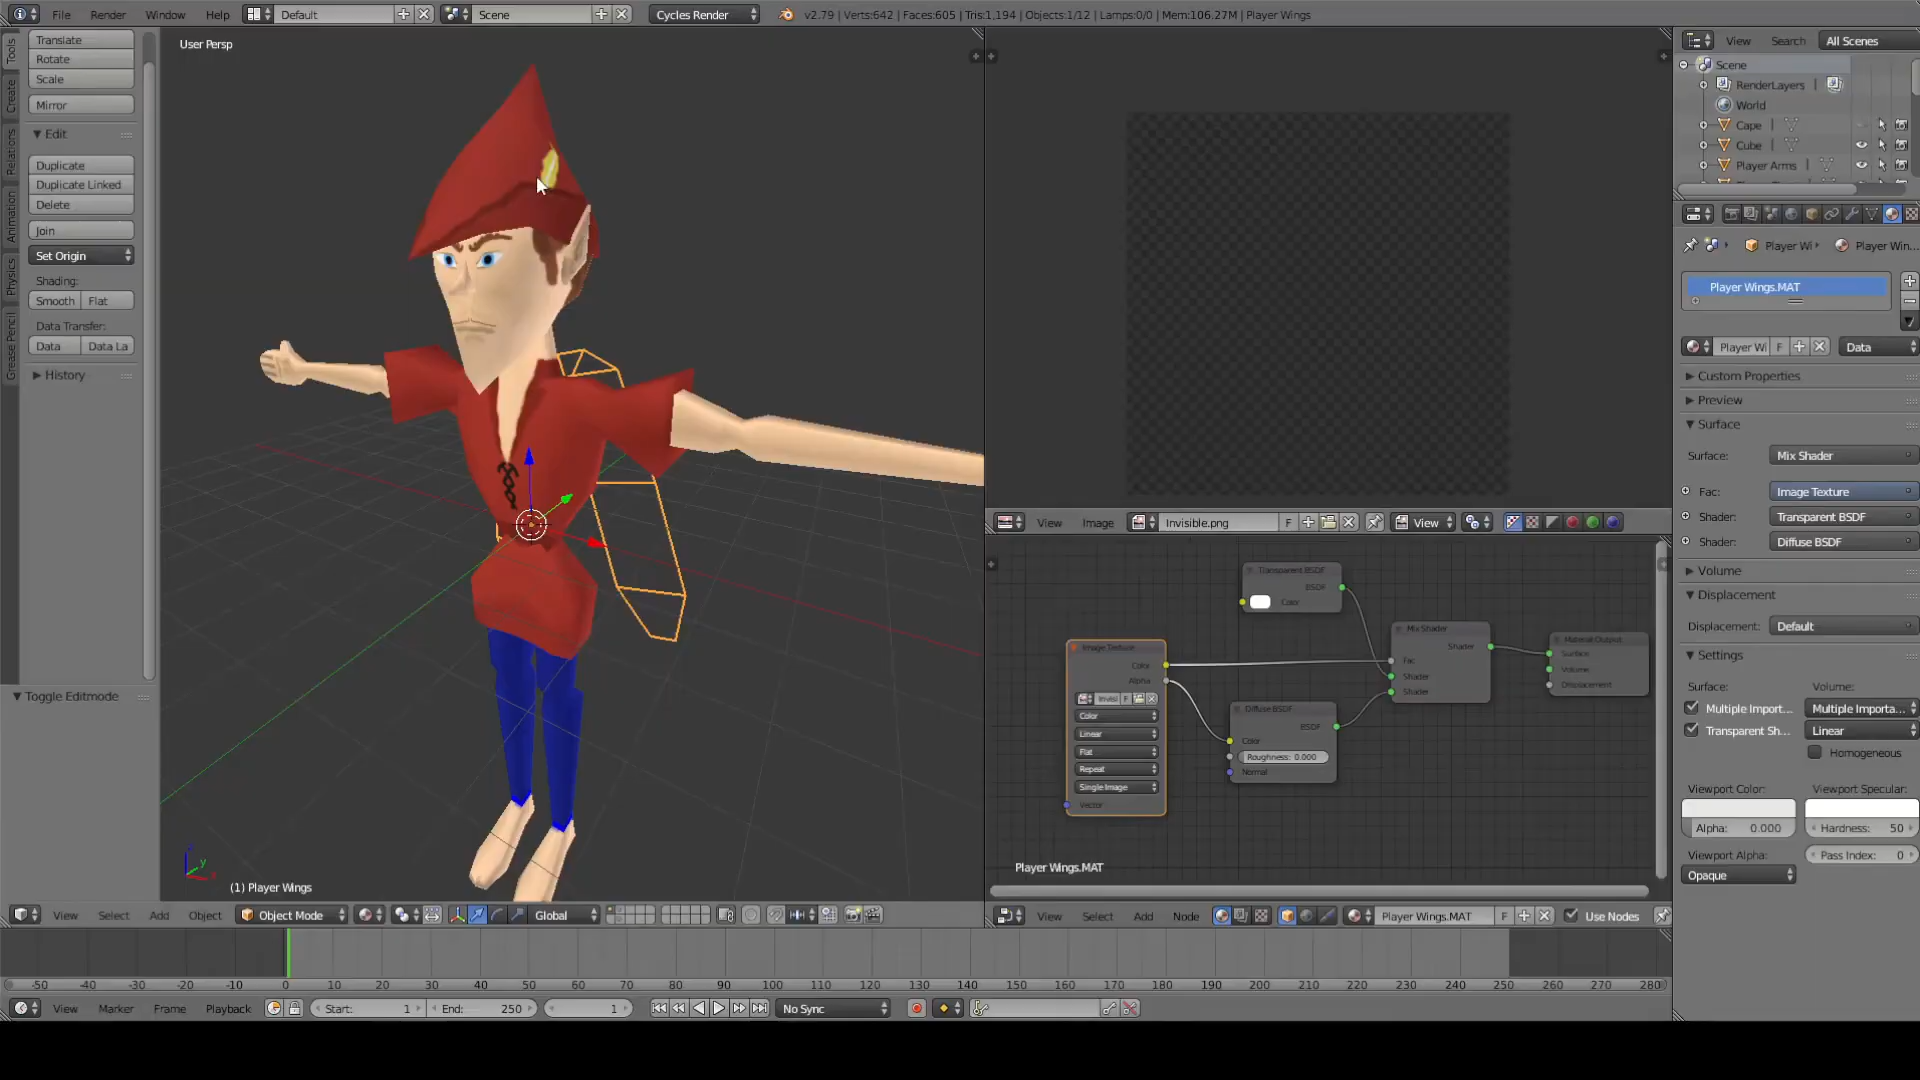 File Render Window Help Default Scene Cycles Render v2.79 | Verts:642 | Faces:605 | Tris:1,194 | Objects:1/12 | Lamps:0/0 | Mem:106.27M | Player Wings
Tools
Create
Relations
Animation
Physics
Grease Pencil
Translate
Rotate
Scale
Mirror
Edit
Duplicate
Duplicate Linked
Delete
Join
Set Origin
Shading:
Smooth Flat
Data Transfer:
Data Data La
History
Toggle Editmode
User Persp
(1) Player Wings
View Select Add Object Object Mode Global
View Image Invisible.png F View
Transparent BSDF
BSDF
Color
Image Texture
Color
Alpha
Invisi F
Color
Linear
Flat
Repeat
Single Image
Vector
Diffuse BSDF
BSDF
Color
Roughness: 0.000
Normal
Mix Shader
Shader
Fac
Shader
Shader
Material Output
Surface
Volume
Displacement
Player Wings.MAT
View Select Add Node Player Wings.MAT F Use Nodes
View Search All Scenes
Scene
RenderLayers |
World
Cape |
Cube |
Player Arms |
Player Wi Player Win...
Player Wings.MAT
Player Wi F Data
Custom Properties
Preview
Surface
Surface: Mix Shader
Fac: Image Texture
Shader: Transparent BSDF
Shader: Diffuse BSDF
Volume
Displacement
Displacement: Default
Settings
Surface: Volume:
Multiple Import... Multiple Importa...
Transparent Sh... Linear
Homogeneous
Viewport Color: Viewport Specular:
Alpha: 0.000 Hardness: 50
Viewport Alpha: Pass Index: 0
Opaque
-50 -40 -30 -20 -10 0 10 20 30 40 50 60 70 80 90 100 110 120 130 140 150 160 170 180 190 200 210 220 230 240 250 260 270 280
View Marker Frame Playback Start: 1 End: 250 1 No Sync